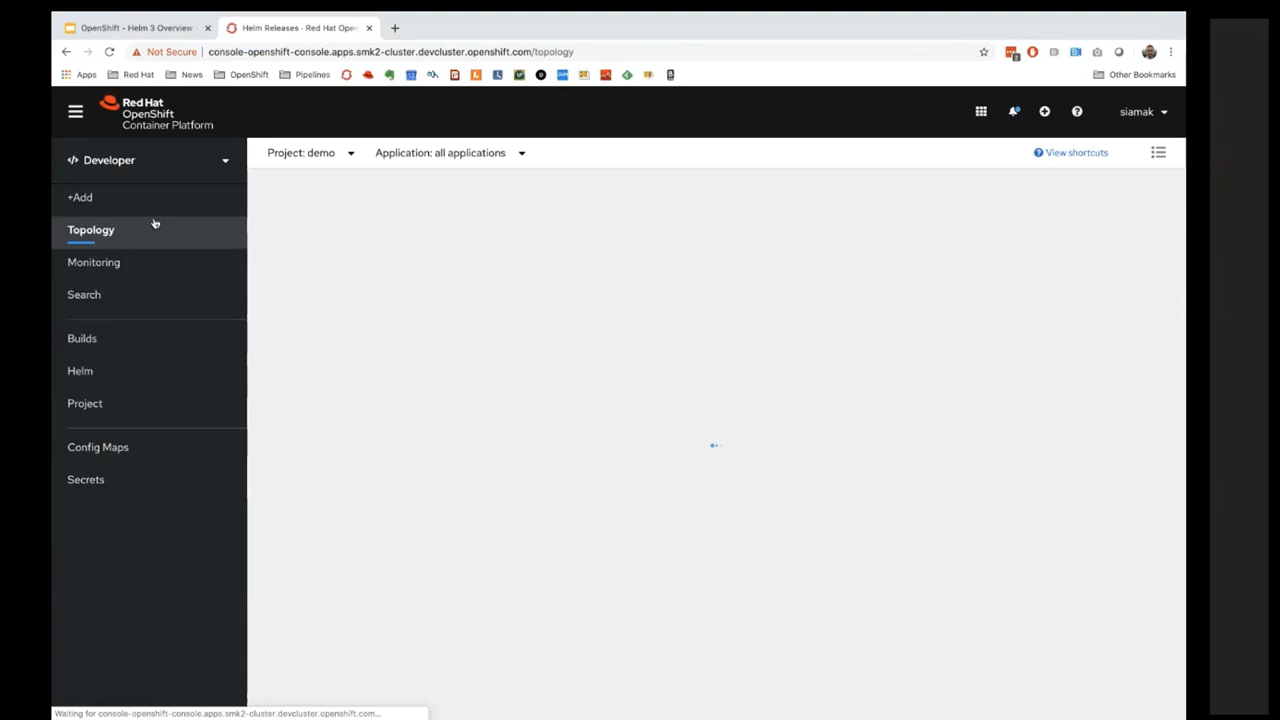 OpenShift - Helm 3 Overview
Helm Releases - Red Hat Open
Not Secure
console-openshift-console.apps.smk2-cluster.devcluster.openshift.com/topology
Apps
Red Hat
News
OpenShift
Pipelines
Other Bookmarks
Red Hat
OpenShift
Container Platform
siamak
</> Developer
Project: demo
Application: all applications
View shortcuts
+Add
Topology
Monitoring
Search
Builds
Helm
Project
Config Maps
Secrets
Waiting for console-openshift-console.apps.smk2-cluster.devcluster.openshift.com...